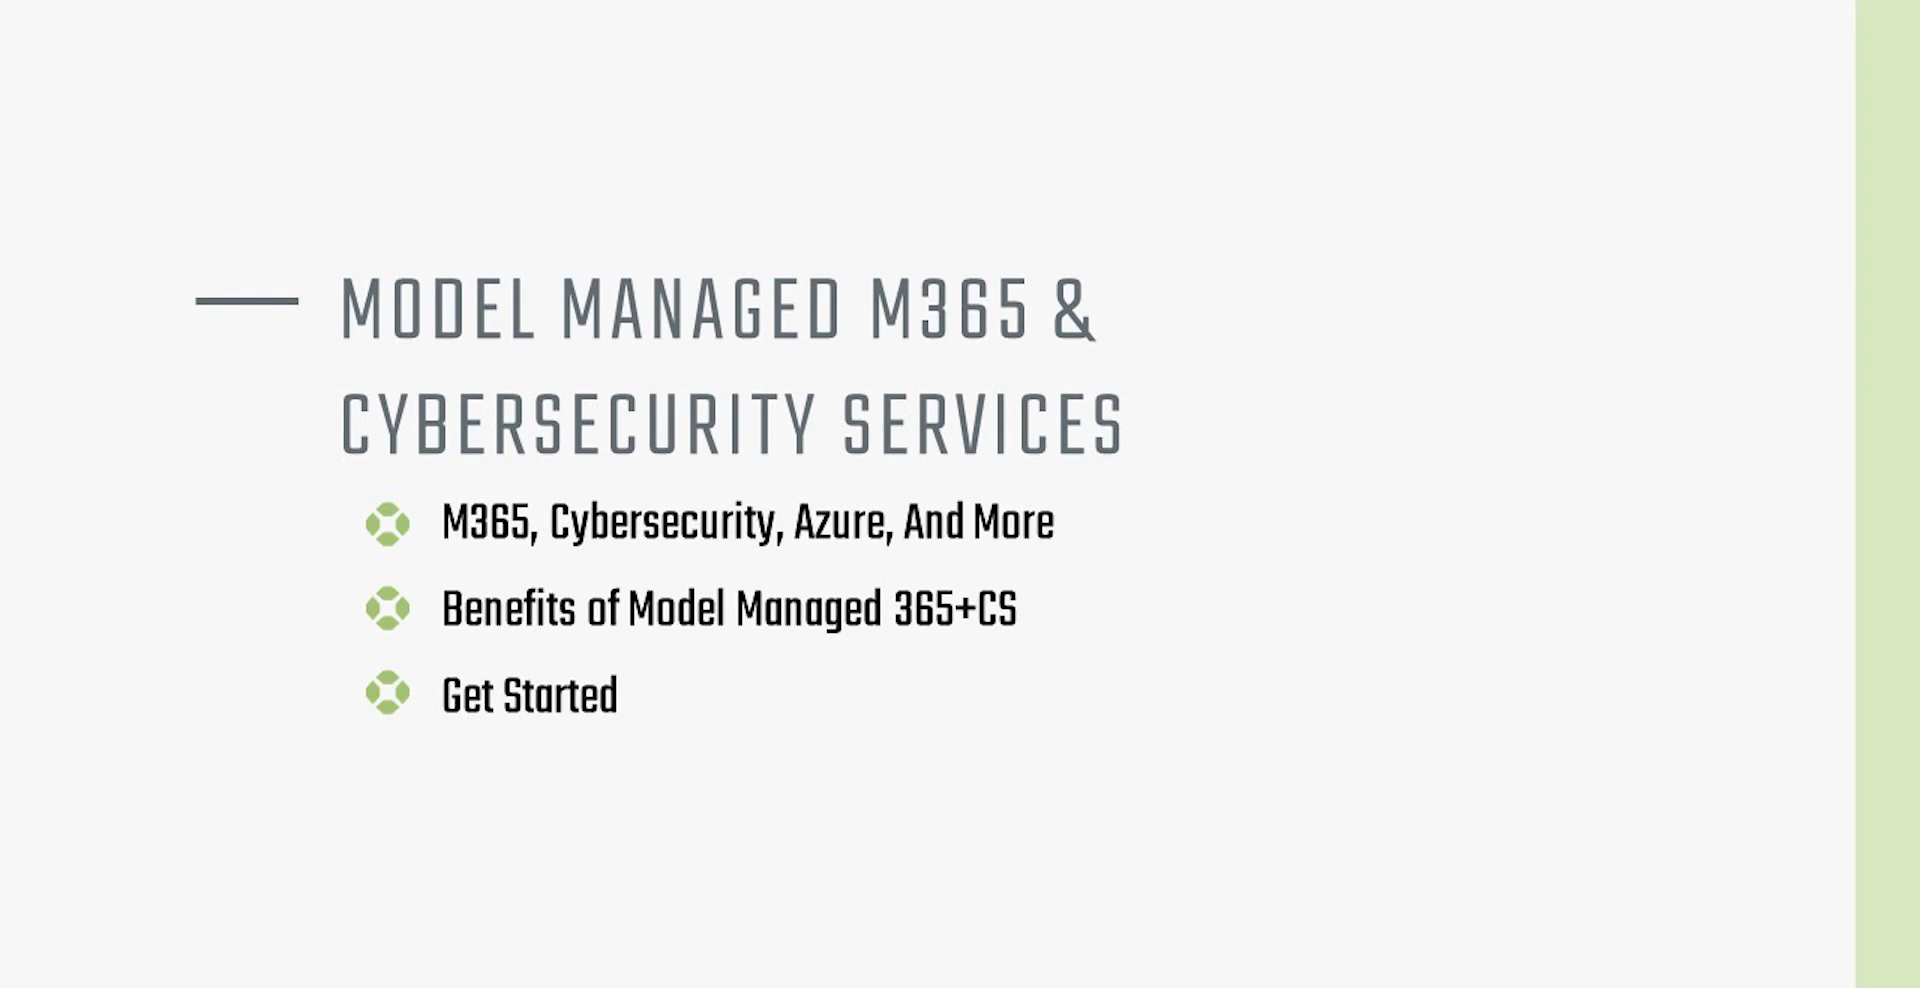 MODEL MANAGED M365 &
CYBERSECURITY SERVICES
M365, Cybersecurity, Azure, And More
Benefits of Model Managed 365+CS
Get Started